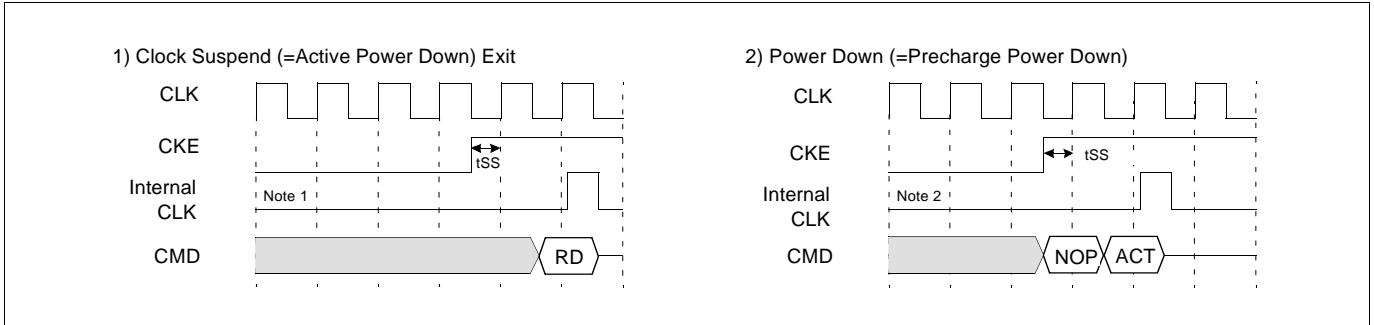 1) Clock Suspend (=Active Power Down) Exit
CLK
CKE
tSS
Internal
CLK
Note 1
CMD
RD
2) Power Down (=Precharge Power Down)
CLK
CKE
tSS
Internal
CLK
Note 2
CMD
NOP
ACT